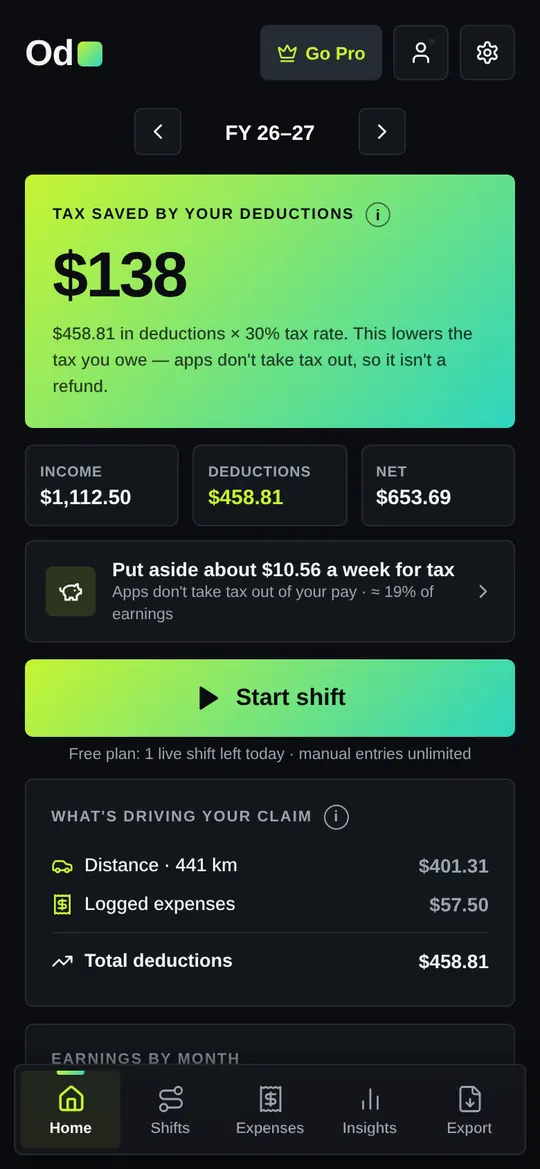 Od
Go Pro
FY 26–27
TAX SAVED BY YOUR DEDUCTIONS i
$138
$458.81 in deductions × 30% tax rate. This lowers the
tax you owe — apps don't take tax out, so it isn't a
refund.
INCOME
$1,112.50
DEDUCTIONS
$458.81
NET
$653.69
Put aside about $10.56 a week for tax
Apps don't take tax out of your pay · ≈ 19% of
earnings
Start shift
Free plan: 1 live shift left today · manual entries unlimited
WHAT'S DRIVING YOUR CLAIM i
Distance · 441 km $401.31
Logged expenses $57.50
Total deductions $458.81
EARNINGS BY MONTH
Home
Shifts
Expenses
Insights
Export